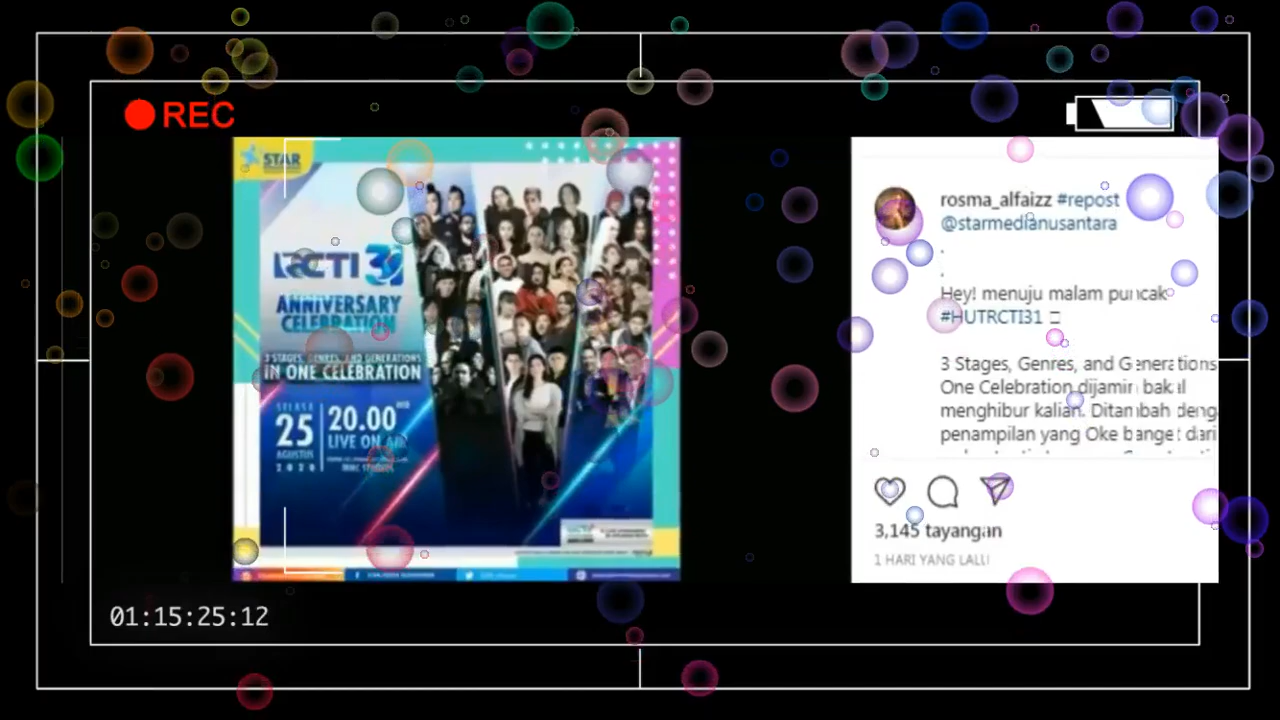 REC
STAR
RCTI 31
ANNIVERSARY
CELEBRATION
3 STAGES, GENRES, AND GENERATIONS
IN ONE CELEBRATION
SELASA
25
AGUSTUS
2020
20.00 WIB
LIVE ON AIR
rosma_alfaizz #repost
@starmedianusantara
.
.
Hey! menuju malam puncak
#HUTRCTI31
3 Stages, Genres, and Generations
One Celebration dijamin bakal
menghibur kalian. Ditambah deng
penampilan yang Oke banget dari
3,145 tayangan
1 HARI YANG LALU
01:15:25:12